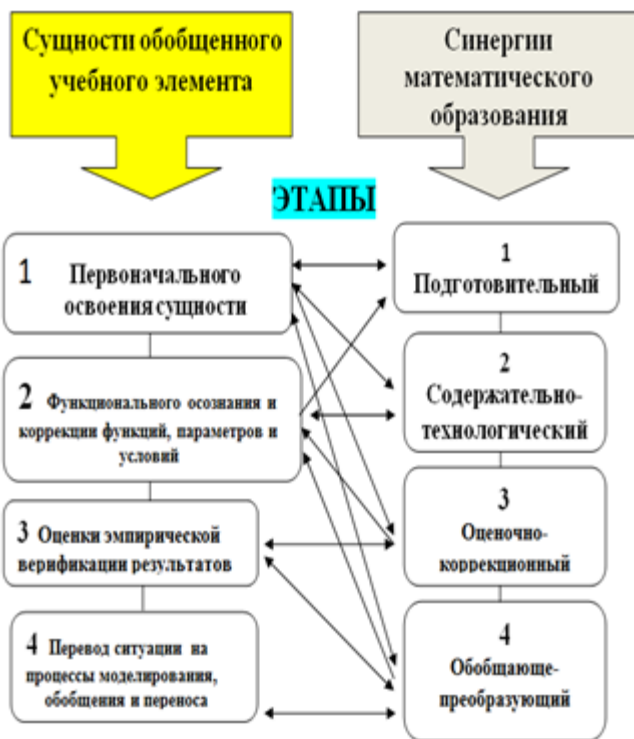 Сущности обобщенного
учебного элемента
Синергии
математического
образования
ЭТАПЫ
1 Первоначального
освоения сущности
2 Функционального осознания и
коррекции функций, параметров и
условий
3 Оценки эмпирической
верификации результатов
4 Перевод ситуации на
процессы моделирования,
обобщения и переноса
1
Подготовительный
2
Содержательно-
технологический
3
Оценочно-
коррекционный
4
Обобщающе-
преобразующий